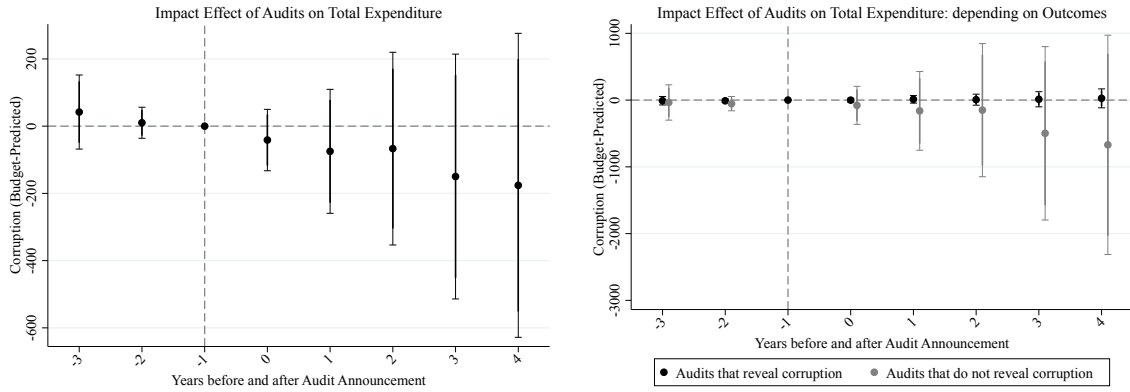 Impact Effect of Audits on Total Expenditure
Corruption (Budget-Predicted)
200
0
-200
-400
-600
-3 -2 -1 0 1 2 3 4
Years before and after Audit Announcement
Impact Effect of Audits on Total Expenditure: depending on Outcomes
Corruption (Budget-Predicted)
1000
0
-1000
-2000
-3000
-3 -2 -1 0 1 2 3 4
Years before and after Audit Announcement
Audits that reveal corruption Audits that do not reveal corruption